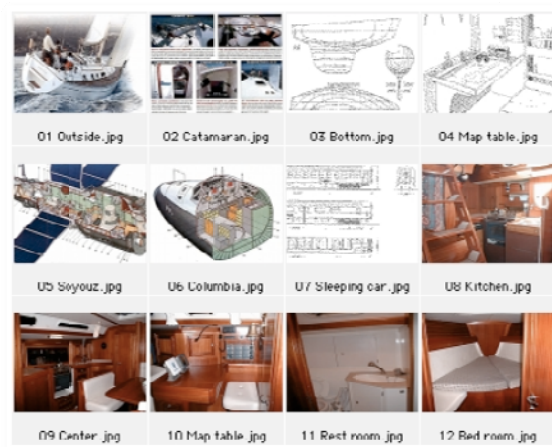 01 Outside.jpg
02 Catamaran.jpg
03 Bottom.jpg
04 Map table.jpg
05 Soyouz.jpg
06 Columbia.jpg
07 Sleeping car.jpg
08 Kitchen.jpg
09 Center.jpg
10 Map table.jpg
11 Rest room.jpg
12 Bed room.jpg